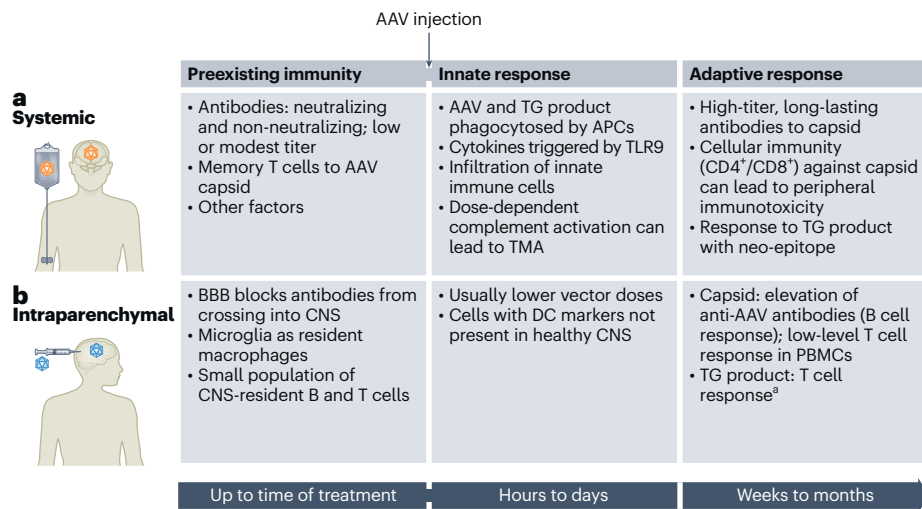 AAV injection
Preexisting immunity
Innate response
Adaptive response
a
Systemic
• Antibodies: neutralizing
and non-neutralizing; low
or modest titer
• Memory T cells to AAV
capsid
• Other factors
• AAV and TG product
phagocytosed by APCs
• Cytokines triggered by TLR9
• Infiltration of innate
immune cells
• Dose-dependent
complement activation can
lead to TMA
• High-titer, long-lasting
antibodies to capsid
• Cellular immunity
(CD4⁺/CD8⁺) against capsid
can lead to peripheral
immunotoxicity
• Response to TG product
with neo-epitope
b
Intraparenchymal
• BBB blocks antibodies from
crossing into CNS
• Microglia as resident
macrophages
• Small population of
CNS-resident B and T cells
• Usually lower vector doses
• Cells with DC markers not
present in healthy CNS
• Capsid: elevation of
anti-AAV antibodies (B cell
response); low-level T cell
response in PBMCs
• TG product: T cell
responseᵃ
Up to time of treatment
Hours to days
Weeks to months